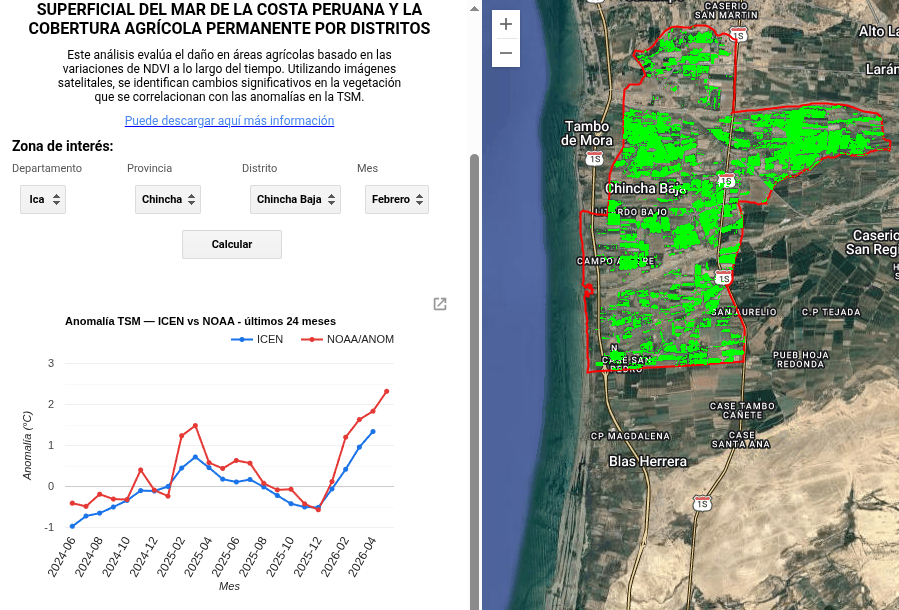 SUPERFICIAL DEL MAR DE LA COSTA PERUANA Y LA
COBERTURA AGRÍCOLA PERMANENTE POR DISTRITOS
Este análisis evalúa el daño en áreas agrícolas basado en las
variaciones de NDVI a lo largo del tiempo. Utilizando imágenes
satelitales, se identifican cambios significativos en la vegetación
que se correlacionan con las anomalías en la TSM.
Puede descargar aquí más información
Zona de interés:
Departamento Provincia Distrito Mes
Ica Chincha Chincha Baja Febrero
Calcular
Anomalía TSM — ICEN vs NOAA - últimos 24 meses
ICEN NOAA/ANOM
Anomalía (°C)
3
2
1
0
-1
2024-06 2024-08 2024-10 2024-12 2025-02 2025-04 2025-06 2025-08 2025-10 2025-12 2026-02 2026-04
Mes
+
−
CASERIO
SAN MARTIN
1S
Alto La
Larán
Tambo
de Mora
1S
1S
Chincha Baja
BAJO
CAMPO
Caserio
San Regi
1S
SAN AURELIO
C.P TEJADA
N
CASE SAN
PEDRO
PUEB HOJA
REDONDA
CASE TAMBO
CAÑETE
CP MAGDALENA
CASE
SANTA ANA
Blas Herrera
1S